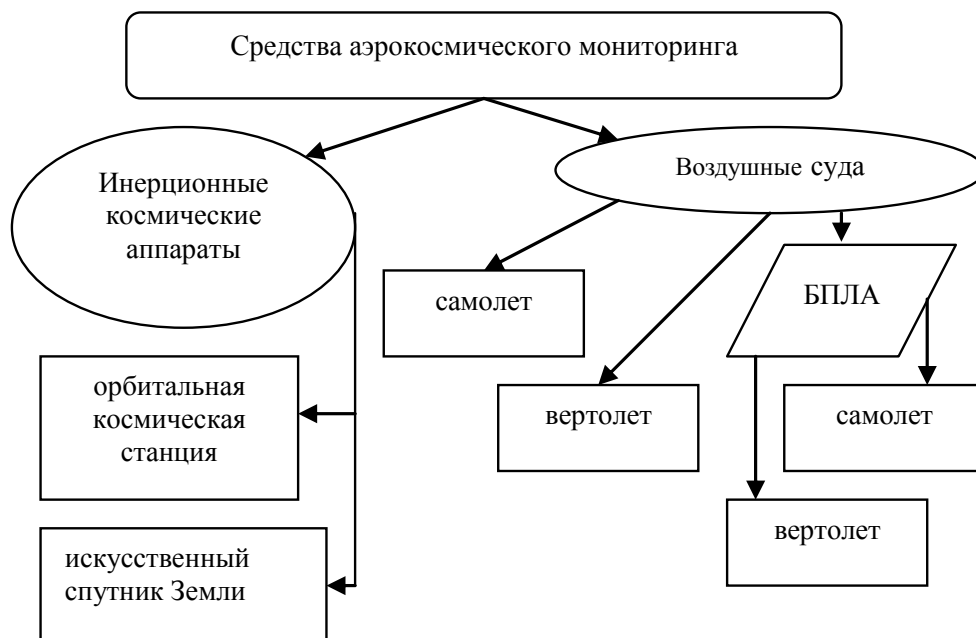 Средства аэрокосмического мониторинга
Инерционные
космические
аппараты
Воздушные суда
самолет
БПЛА
орбитальная
космическая
станция
вертолет
самолет
вертолет
искусственный
спутник Земли